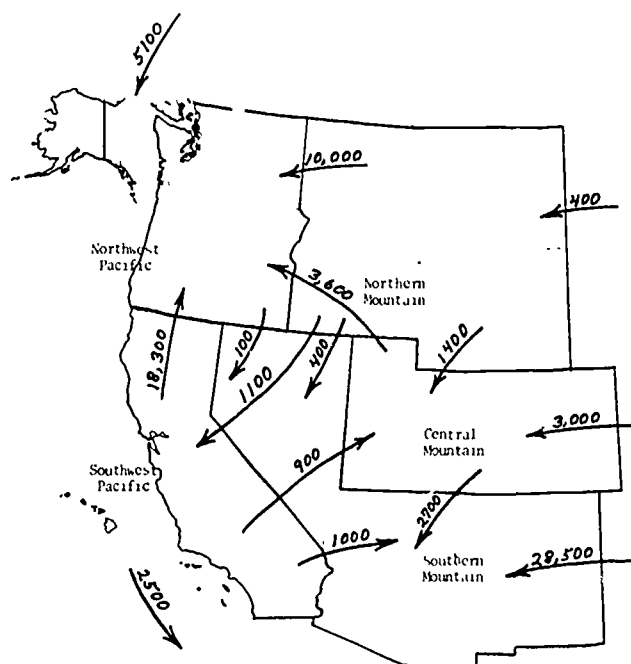 5100
10,000
400
Northwest
Pacific
3,600
Northern
Mountain
18,300
100
1100
400
1400
3,000
Central
Mountain
900
Southwest
Pacific
2700
1000
Southern
Mountain
28,500
2500